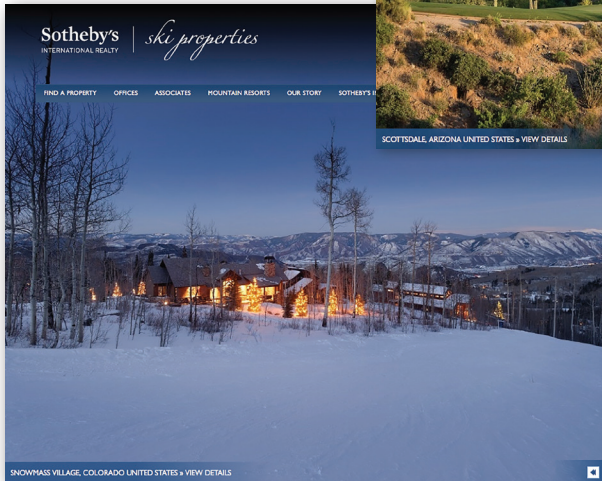 Sotheby's
INTERNATIONAL REALTY
ski properties
FIND A PROPERTY OFFICES ASSOCIATES MOUNTAIN RESORTS OUR STORY SOTHEBY'S
SCOTTSDALE, ARIZONA UNITED STATES » VIEW DETAILS
SNOWMASS VILLAGE, COLORADO UNITED STATES » VIEW DETAILS